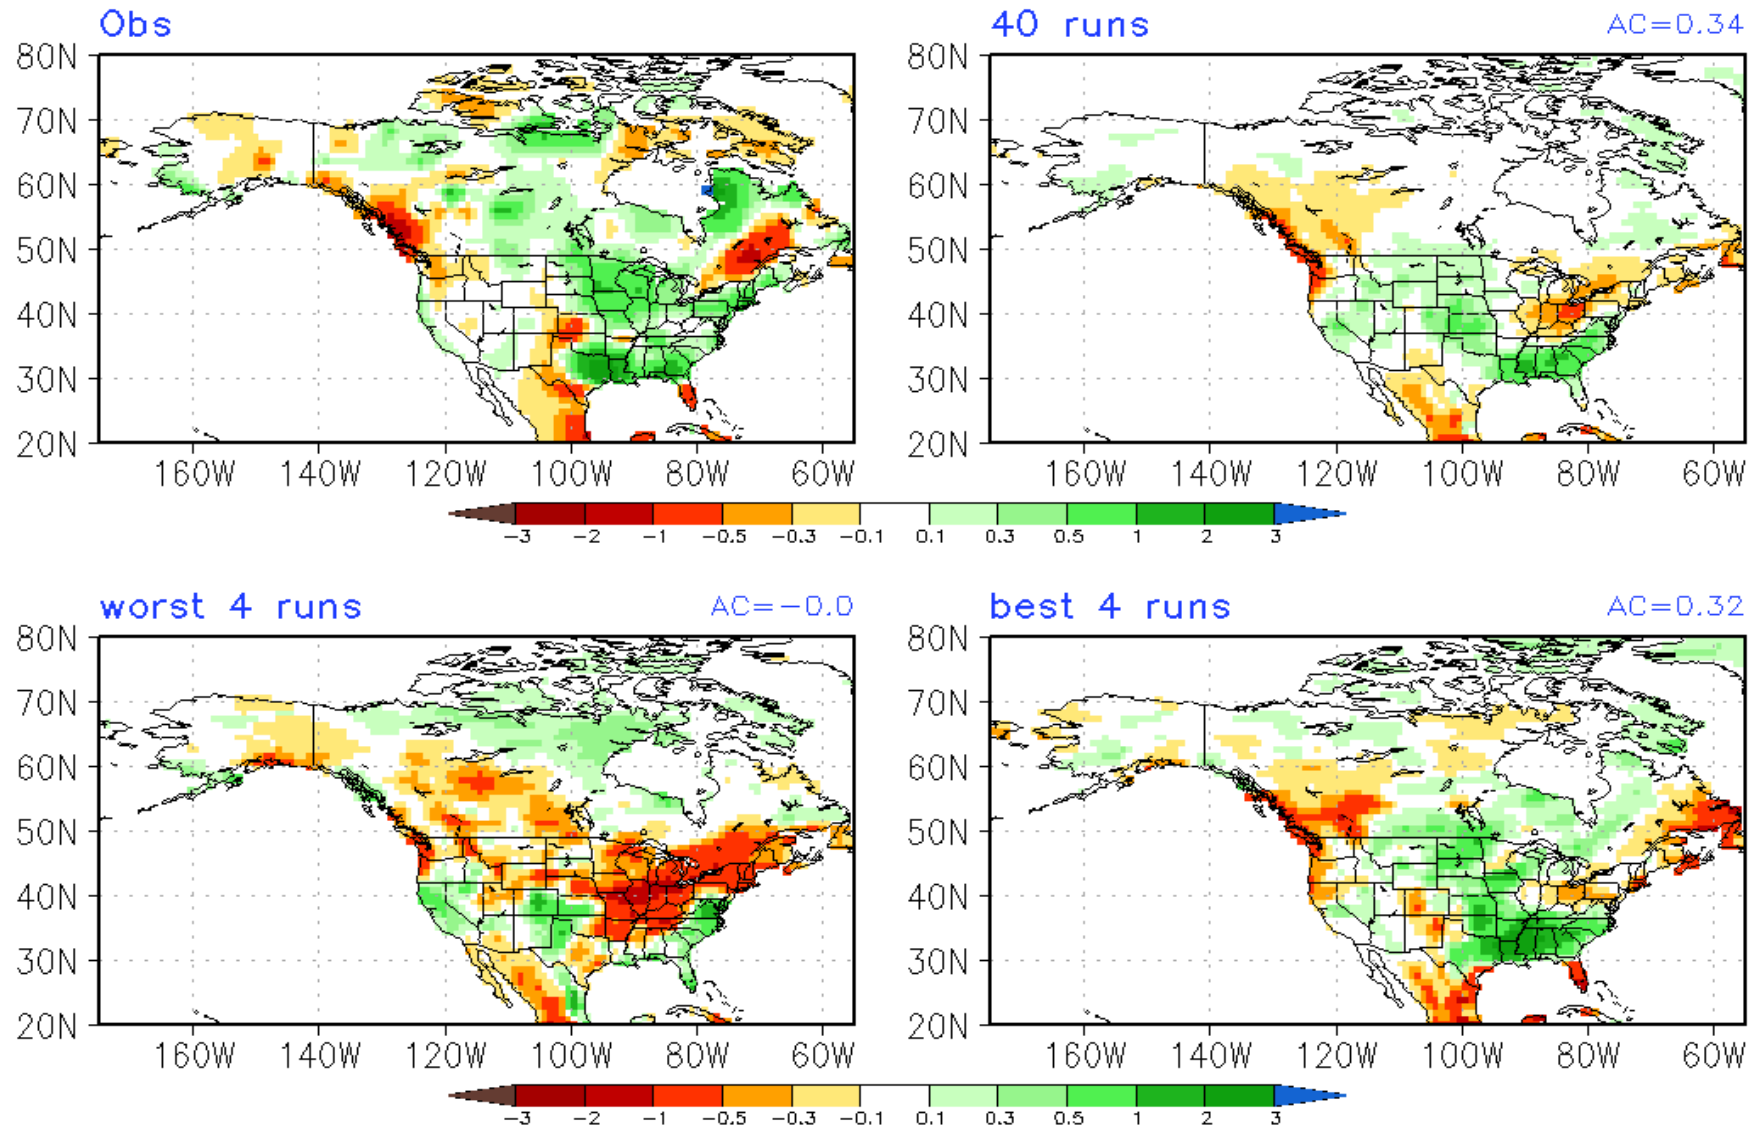 Obs
40 runs AC=0.34
80N
70N
60N
50N
40N
30N
20N
160W 140W 120W 100W 80W 60W
80N
70N
60N
50N
40N
30N
20N
160W 140W 120W 100W 80W 60W
-3 -2 -1 -0.5 -0.3 -0.1 0.1 0.3 0.5 1 2 3
worst 4 runs AC=-0.0
best 4 runs AC=0.32
80N
70N
60N
50N
40N
30N
20N
160W 140W 120W 100W 80W 60W
80N
70N
60N
50N
40N
30N
20N
160W 140W 120W 100W 80W 60W
-3 -2 -1 -0.5 -0.3 -0.1 0.1 0.3 0.5 1 2 3